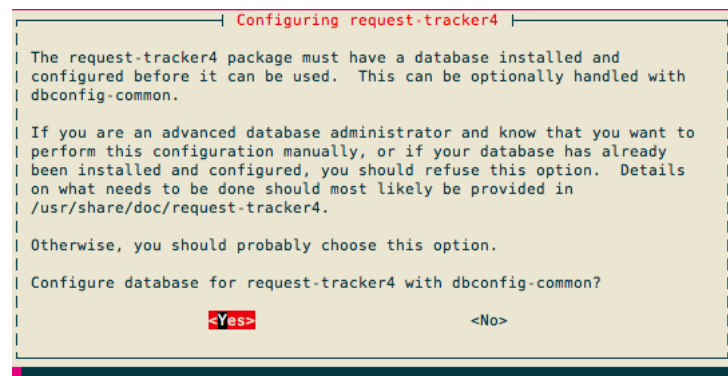 Configuring request-tracker4
The request-tracker4 package must have a database installed and
configured before it can be used.  This can be optionally handled with
dbconfig-common.
If you are an advanced database administrator and know that you want to
perform this configuration manually, or if your database has already
been installed and configured, you should refuse this option.  Details
on what needs to be done should most likely be provided in
/usr/share/doc/request-tracker4.
Otherwise, you should probably choose this option.
Configure database for request-tracker4 with dbconfig-common?
<Yes> <No>